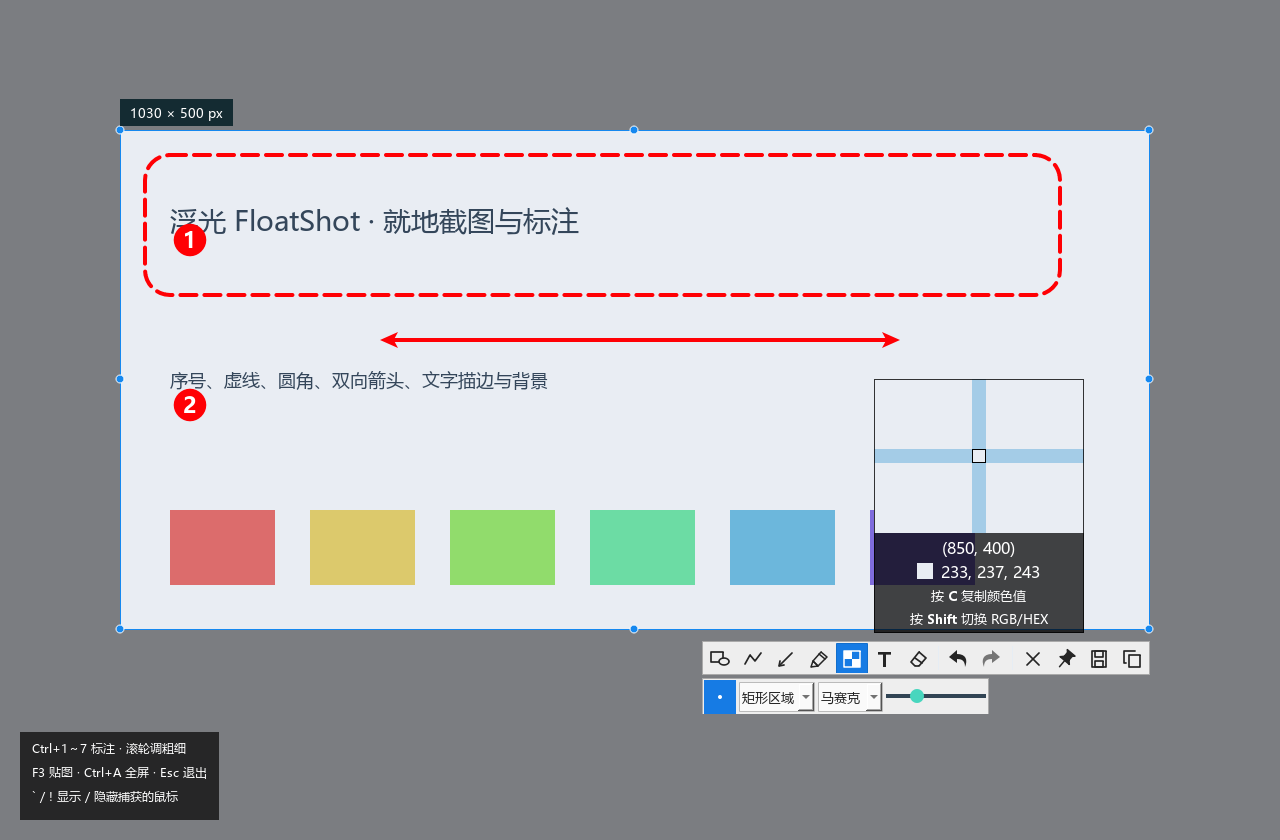 1030 × 500 px
浮光 FloatShot · 就地截图与标注
1
序号、虚线、圆角、双向箭头、文字描边与背景
2
(850, 400)
233, 237, 243
按 C 复制颜色值
按 Shift 切换 RGB/HEX
T
矩形区域
马赛克
Ctrl+1～7 标注 · 滚轮调粗细
F3 贴图 · Ctrl+A 全屏 · Esc 退出
` / ! 显示 / 隐藏捕获的鼠标